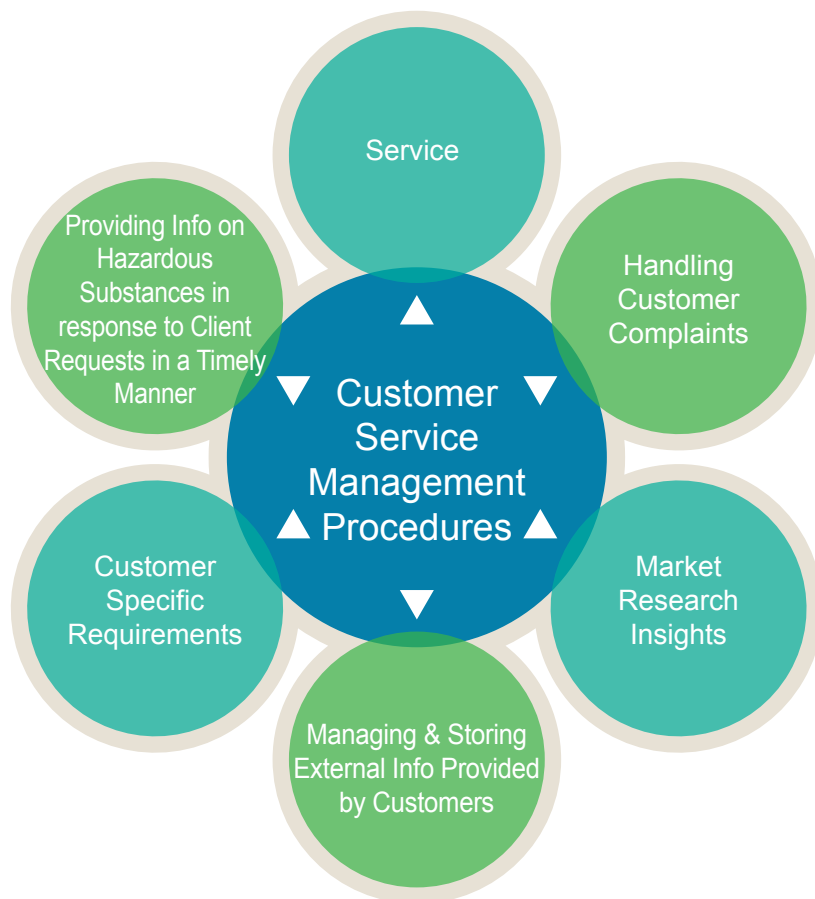 Service
Providing Info on
Hazardous
Substances in
response to Client
Requests in a Timely
Manner
Handling
Customer
Complaints
Customer
Service
Management
Procedures
Customer
Specific
Requirements
Market
Research
Insights
Managing & Storing
External Info Provided
by Customers